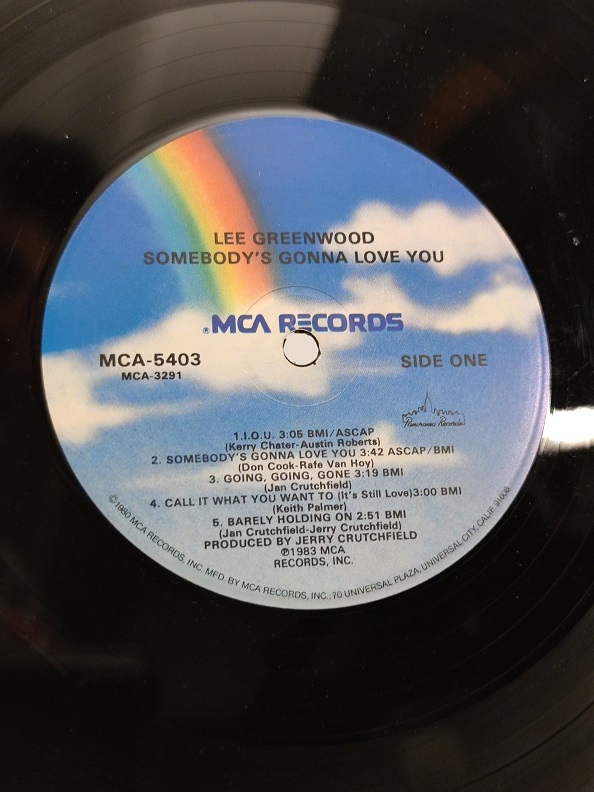 LEE GREENWOOD
SOMEBODY'S GONNA LOVE YOU
®MCA RECORDS
MCA-5403
MCA-3291
SIDE ONE
Panorama Records
1.I.O.U. 3:05 BMI/ASCAP
(Kerry Chater-Austin Roberts)
2. SOMEBODY'S GONNA LOVE YOU 3:42 ASCAP/BMI
(Don Cook-Rafe Van Hoy)
3. GOING, GOING, GONE 3:19 BMI
(Jan Crutchfield)
4. CALL IT WHAT YOU WANT TO (It's Still Love)3:00 BMI
(Keith Palmer)
5. BARELY HOLDING ON 2:51 BMI
(Jan Crutchfield-Jerry Crutchfield)
PRODUCED BY JERRY CRUTCHFIELD
℗1983 MCA
RECORDS, INC.
©1980 MCA RECORDS, INC. MFD. BY MCA RECORDS, INC., 70 UNIVERSAL PLAZA, UNIVERSAL CITY, CALIF. 91608